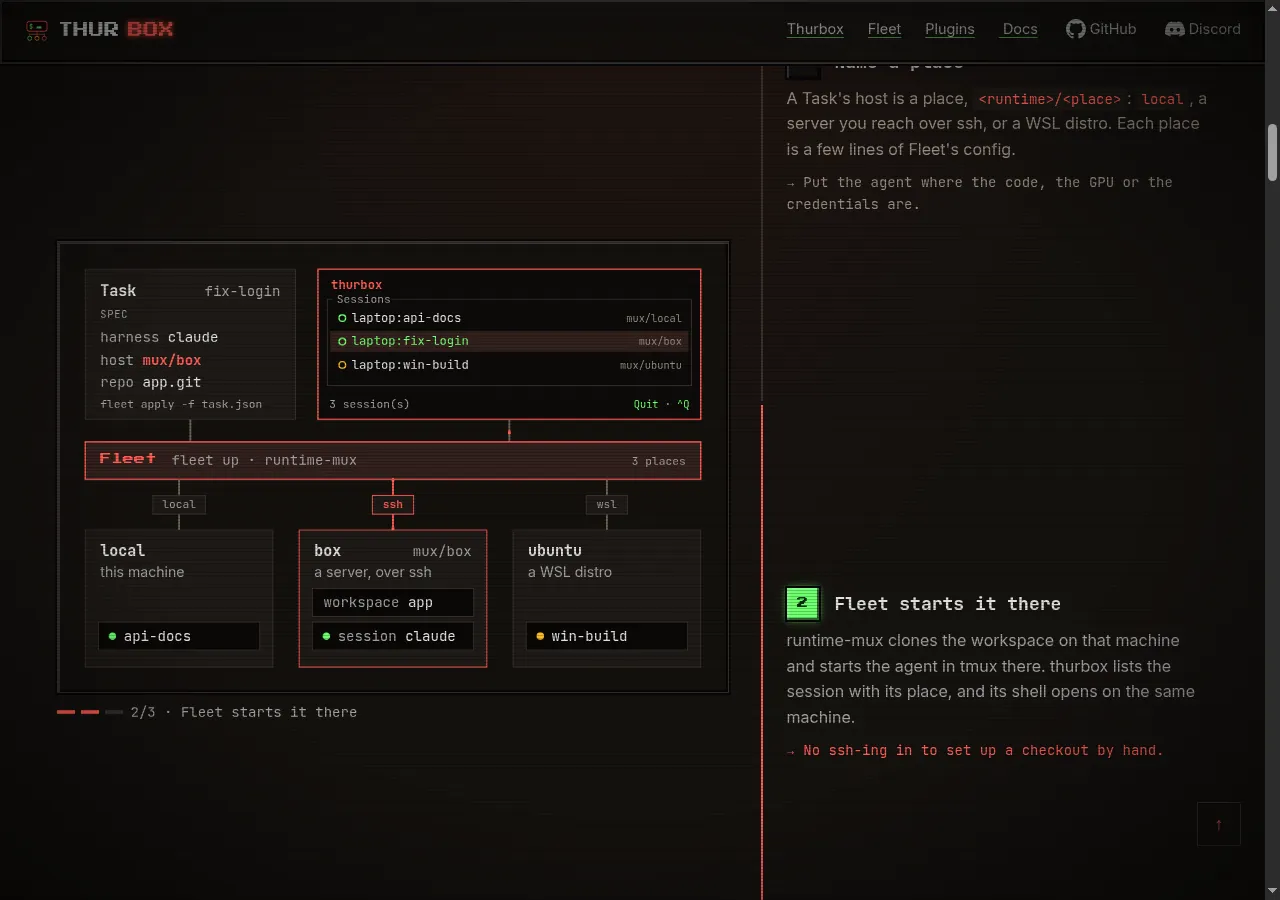 THUR BOX
Thurbox Fleet Plugins Docs GitHub Discord
Name a place
A Task's host is a place, <runtime>/<place> : local , a
server you reach over ssh, or a WSL distro. Each place
is a few lines of Fleet's config.
→ Put the agent where the code, the GPU or the
credentials are.
Task fix-login
SPEC
harness claude
host mux/box
repo app.git
fleet apply -f task.json
thurbox
Sessions
laptop:api-docs mux/local
laptop:fix-login mux/box
laptop:win-build mux/ubuntu
3 session(s) Quit · ^Q
Fleet fleet up · runtime-mux 3 places
local ssh wsl
local
this machine
api-docs
box mux/box
a server, over ssh
workspace app
session claude
ubuntu
a WSL distro
win-build
2/3 · Fleet starts it there
2 Fleet starts it there
runtime-mux clones the workspace on that machine
and starts the agent in tmux there. thurbox lists the
session with its place, and its shell opens on the same
machine.
→ No ssh-ing in to set up a checkout by hand.
↑